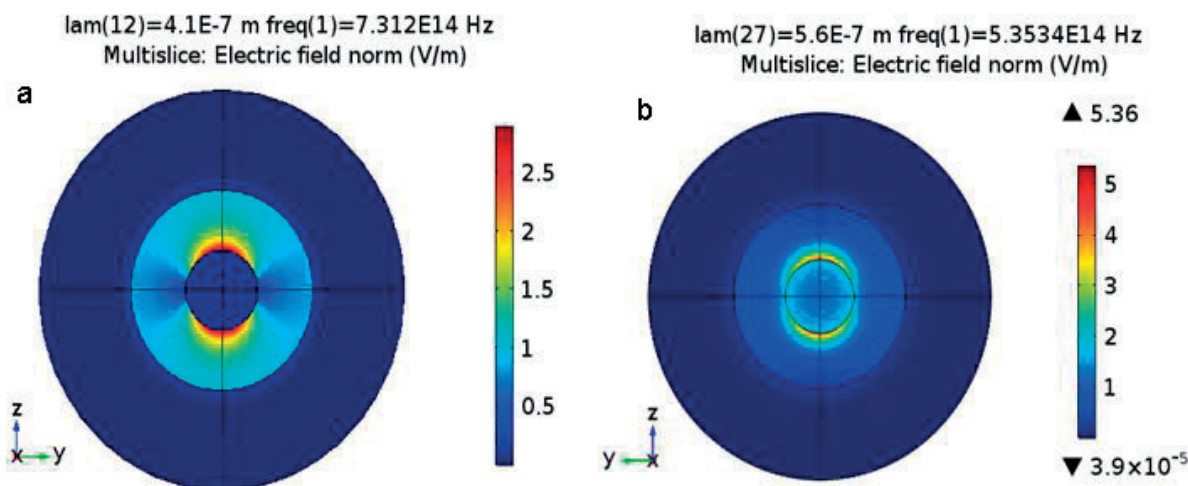 lam(12)=4.1E-7 m freq(1)=7.312E14 Hz
Multislice: Electric field norm (V/m)
a
2.5
2
1.5
1
0.5
z
x
y
lam(27)=5.6E-7 m freq(1)=5.3534E14 Hz
Multislice: Electric field norm (V/m)
b
▲ 5.36
5
4
3
2
1
z
y
x
▼ 3.9×10⁻⁵